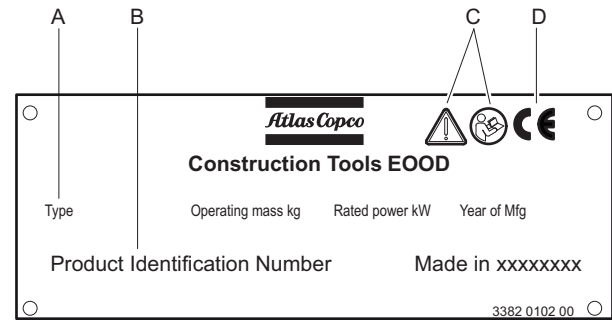 A B C D
Atlas Copco
Construction Tools EOOD
Type Operating mass kg Rated power kW Year of Mfg
Product Identification Number Made in xxxxxxxx
3382 0102 00